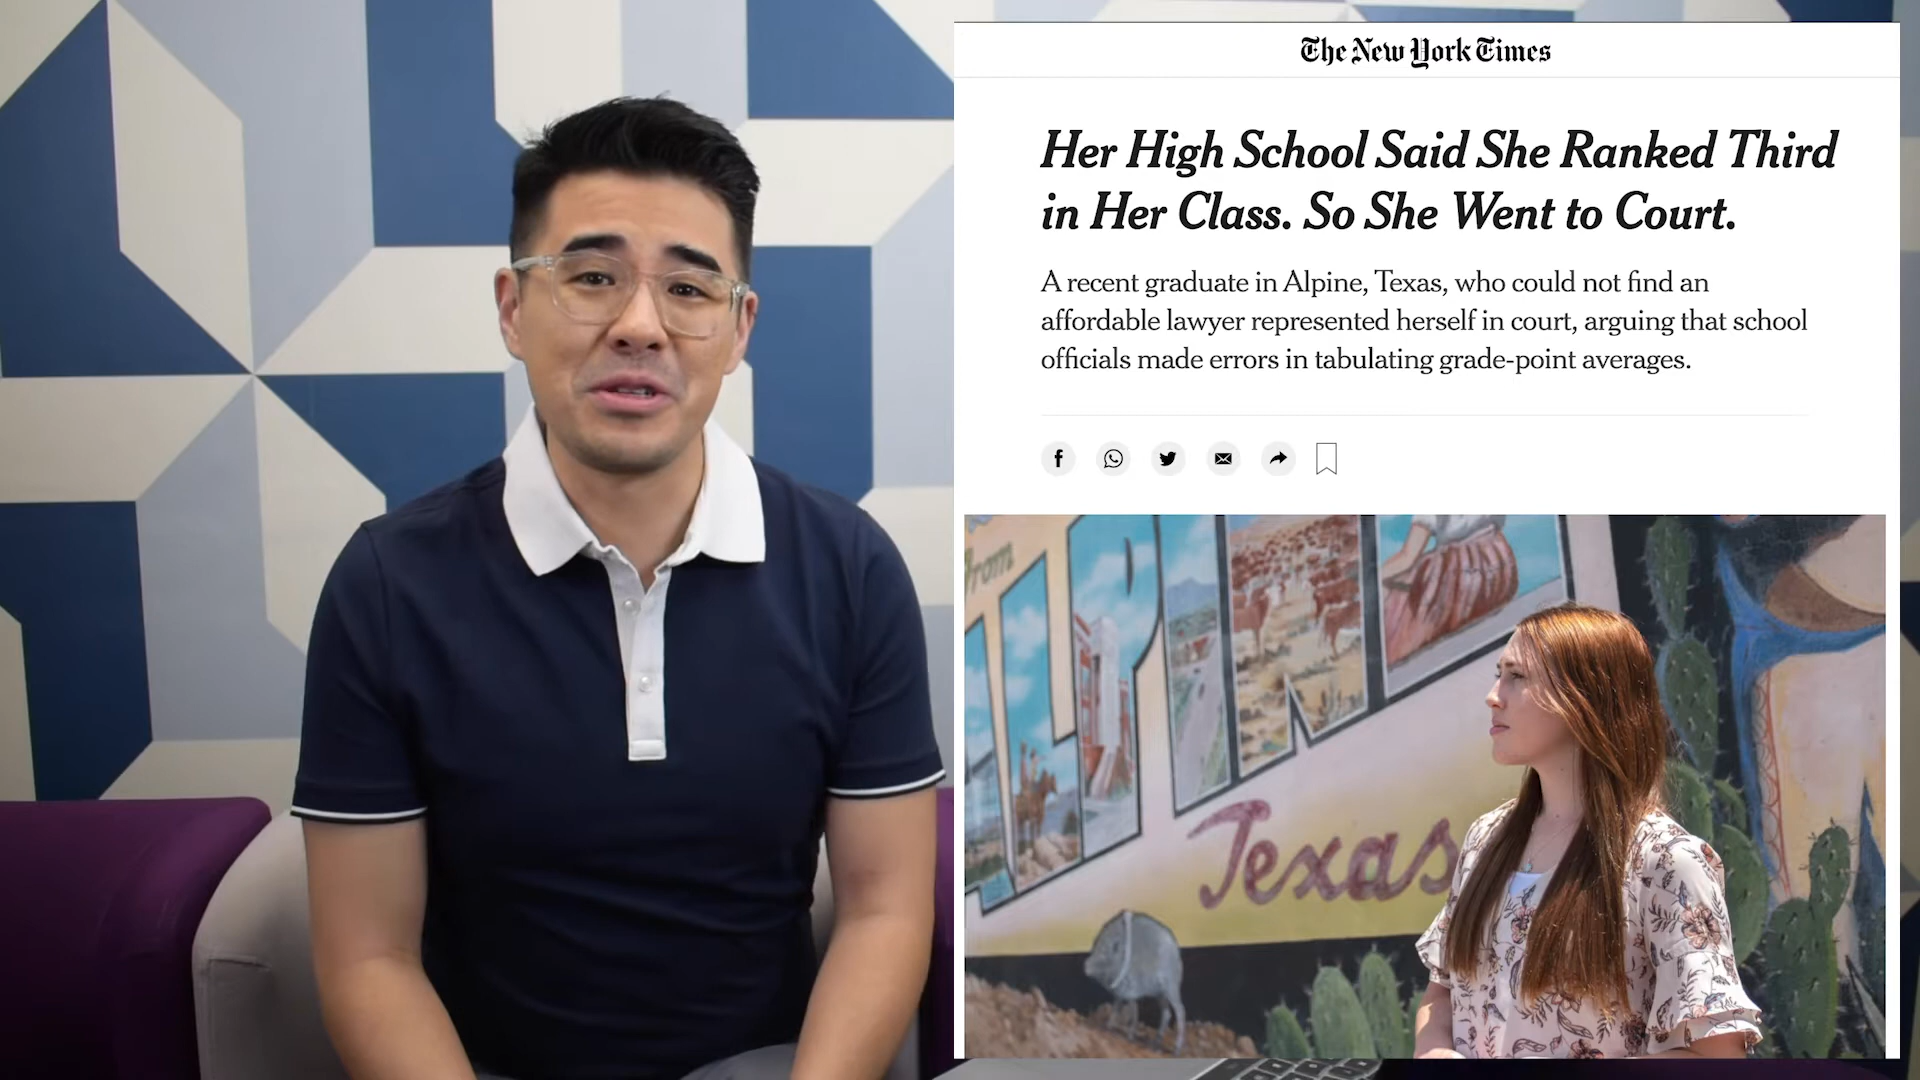 The New York Times
Her High School Said She Ranked Third
in Her Class. So She Went to Court.
A recent graduate in Alpine, Texas, who could not find an
affordable lawyer represented herself in court, arguing that school
officials made errors in tabulating grade-point averages.
From
ALPINE
Texas